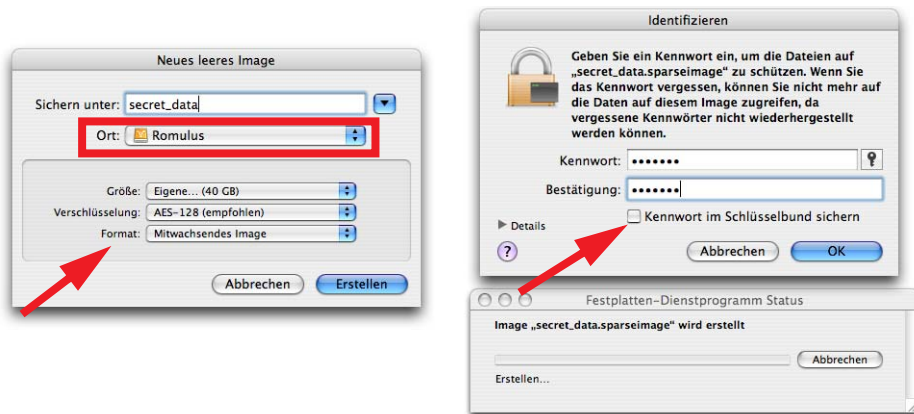 Neues leeres Image
Sichern unter: secret_data
Ort: Romulus
Größe: Eigene... (40 GB)
Verschlüsselung: AES-128 (empfohlen)
Format: Mitwachsendes Image
Abbrechen Erstellen
Identifizieren
Geben Sie ein Kennwort ein, um die Dateien auf
„secret_data.sparseimage“ zu schützen. Wenn Sie
das Kennwort vergessen, können Sie nicht mehr auf
die Daten auf diesem Image zugreifen, da
vergessene Kennwörter nicht wiederhergestellt
werden können.
Kennwort: •••••••
Bestätigung: •••••••
Kennwort im Schlüsselbund sichern
Details
? Abbrechen OK
Festplatten-Dienstprogramm Status
Image „secret_data.sparseimage“ wird erstellt
Abbrechen
Erstellen...